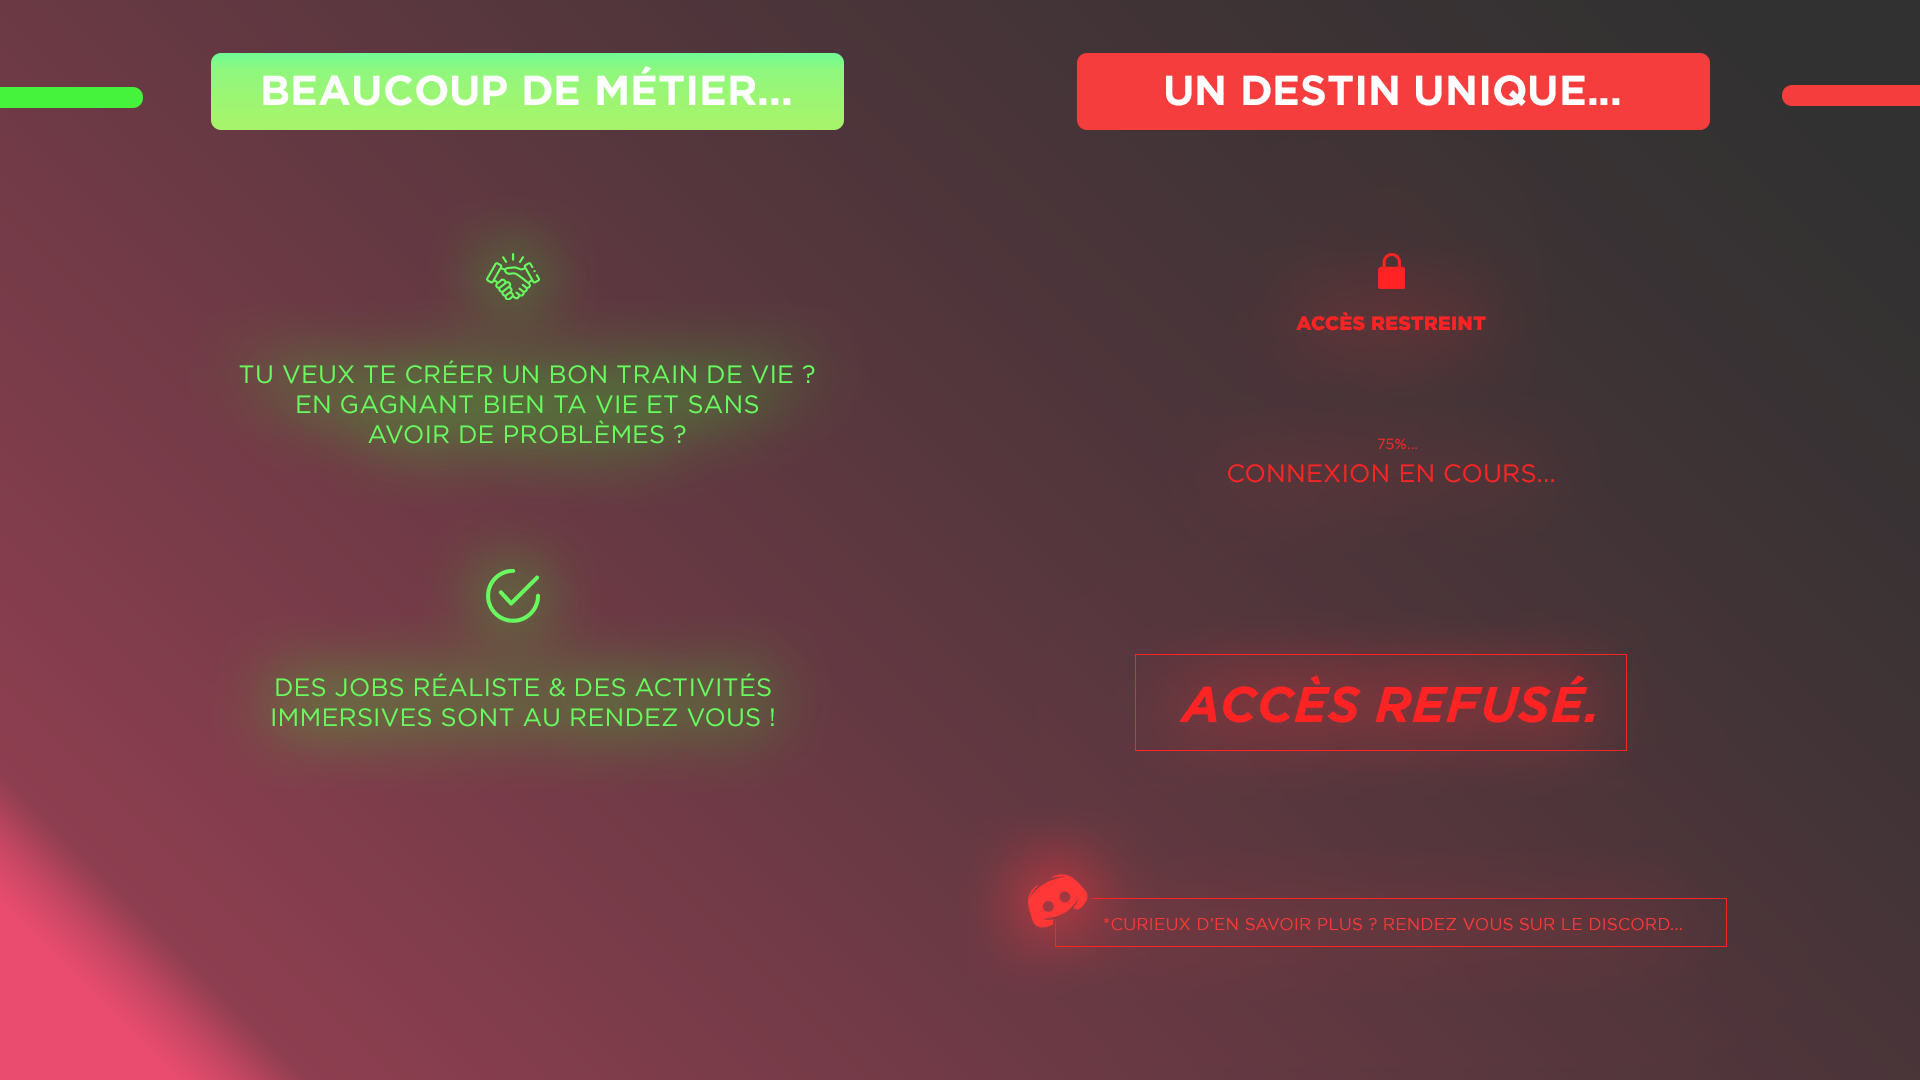 BEAUCOUP DE MÉTIER...
TU VEUX TE CRÉER UN BON TRAIN DE VIE ?
EN GAGNANT BIEN TA VIE ET SANS
AVOIR DE PROBLÈMES ?
DES JOBS RÉALISTE & DES ACTIVITÉS
IMMERSIVES SONT AU RENDEZ VOUS !
UN DESTIN UNIQUE...
ACCÈS RESTREINT
75%...
CONNEXION EN COURS...
ACCÈS REFUSÉ.
*CURIEUX D'EN SAVOIR PLUS ? RENDEZ VOUS SUR LE DISCORD...